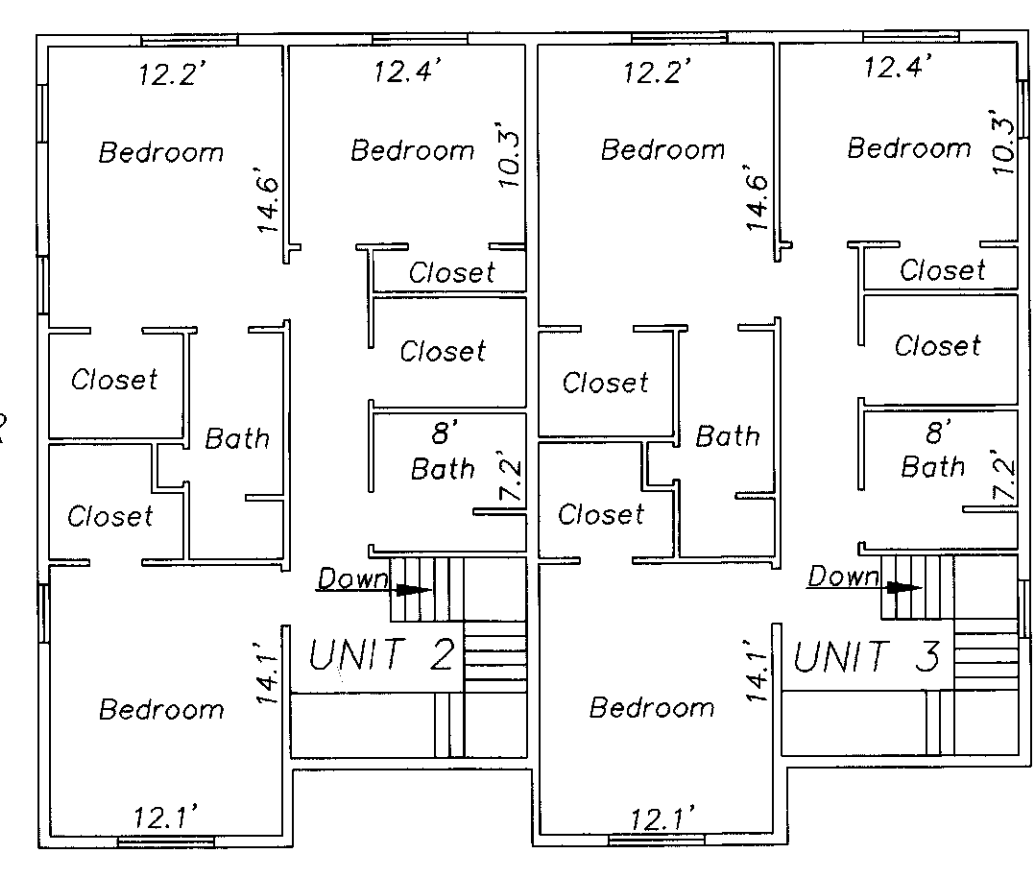 12.2' 12.4' 12.2' 12.4'
Bedroom Bedroom Bedroom Bedroom
10.3' 10.3'
14.6' 14.6'
Closet Closet
Closet Closet
Closet Closet
R
Bath Bath
8' 8'
Bath Bath
7.2' 7.2'
Closet Closet
Down Down
UNIT 2 UNIT 3
14.1' 14.1'
Bedroom Bedroom
12.1' 12.1'